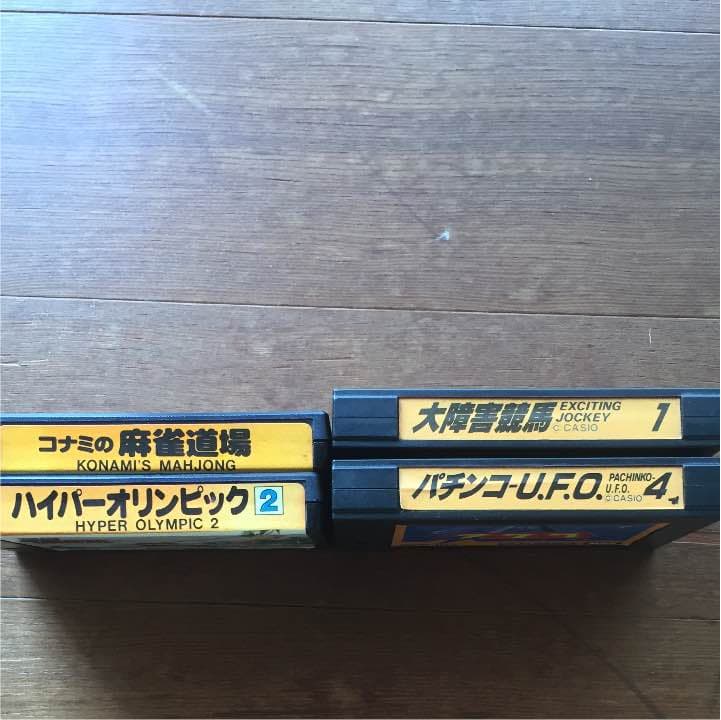 コナミの麻雀道場
KONAMI'S MAHJONG
ハイパーオリンピック 2
HYPER OLYMPIC 2
大障害競馬 EXCITING JOCKEY 1
©CASIO
パチンコ-U.F.O. PACHINKO-U.F.O. 4
©CASIO